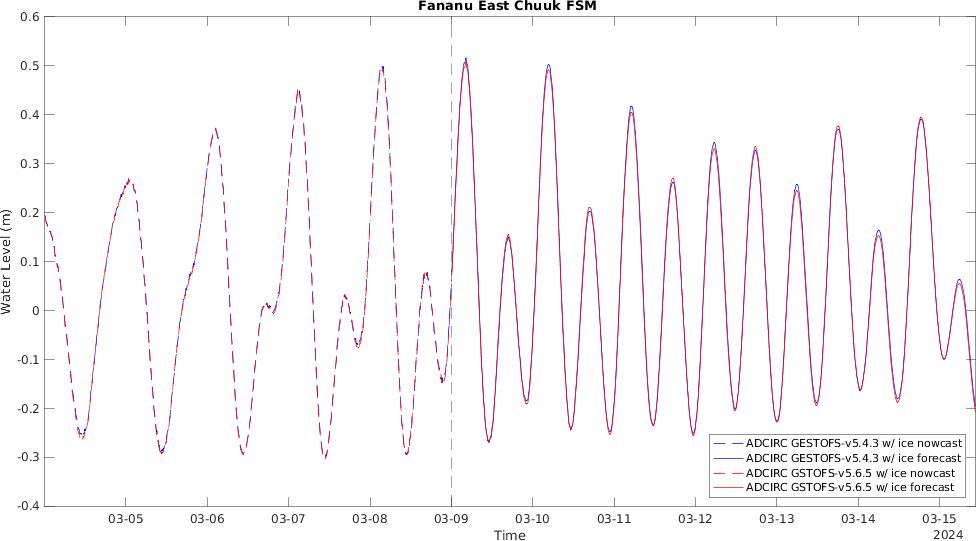 Fananu East Chuuk FSM
0.6
0.5
0.4
0.3
0.2
0.1
0
-0.1
-0.2
-0.3
-0.4
Water Level (m)
03-05 03-06 03-07 03-08 03-09 03-10 03-11 03-12 03-13 03-14 03-15
Time
2024
ADCIRC GESTOFS-v5.4.3 w/ ice nowcast
ADCIRC GESTOFS-v5.4.3 w/ ice forecast
ADCIRC GSTOFS-v5.6.5 w/ ice nowcast
ADCIRC GSTOFS-v5.6.5 w/ ice forecast